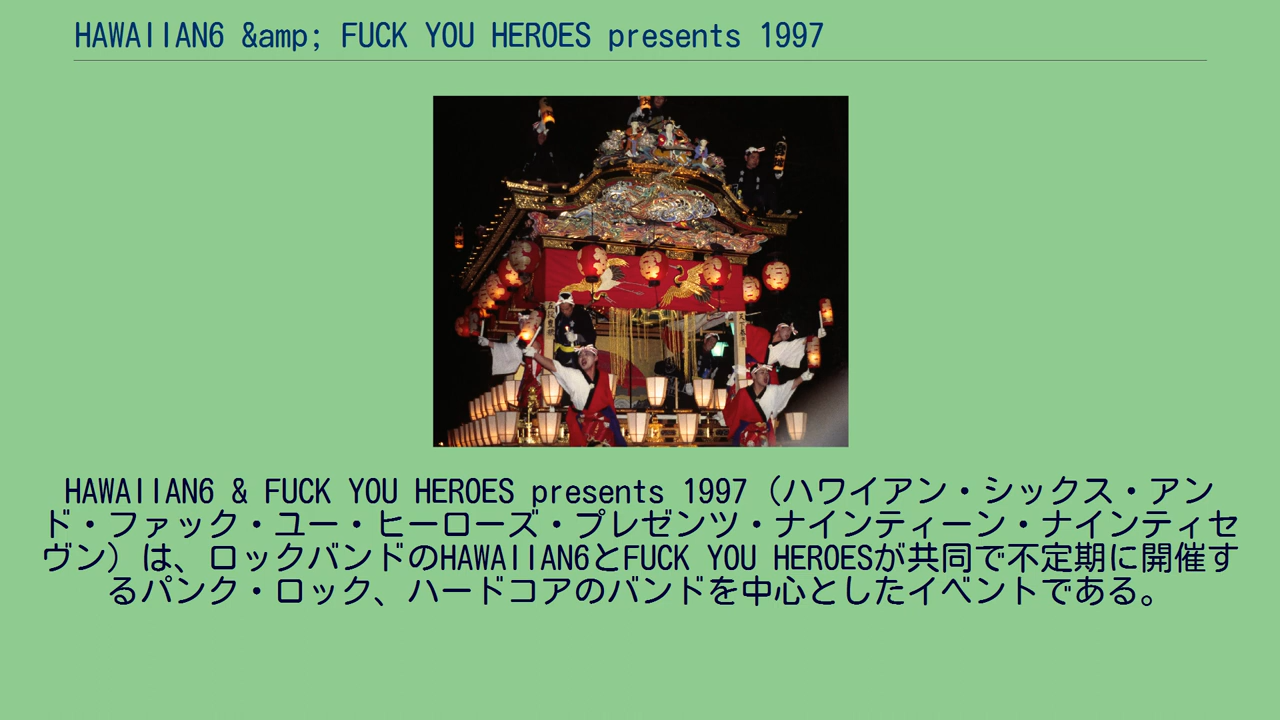 HAWAIIAN6 &amp; FUCK YOU HEROES presents 1997
HAWAIIAN6 & FUCK YOU HEROES presents 1997（ハワイアン・シックス・アン
ド・ファック・ユー・ヒーローズ・プレゼンツ・ナインティーン・ナインティセ
ヴン）は、ロックバンドのHAWAIIAN6とFUCK YOU HEROESが共同で不定期に開催す
るパンク・ロック、ハードコアのバンドを中心としたイベントである。